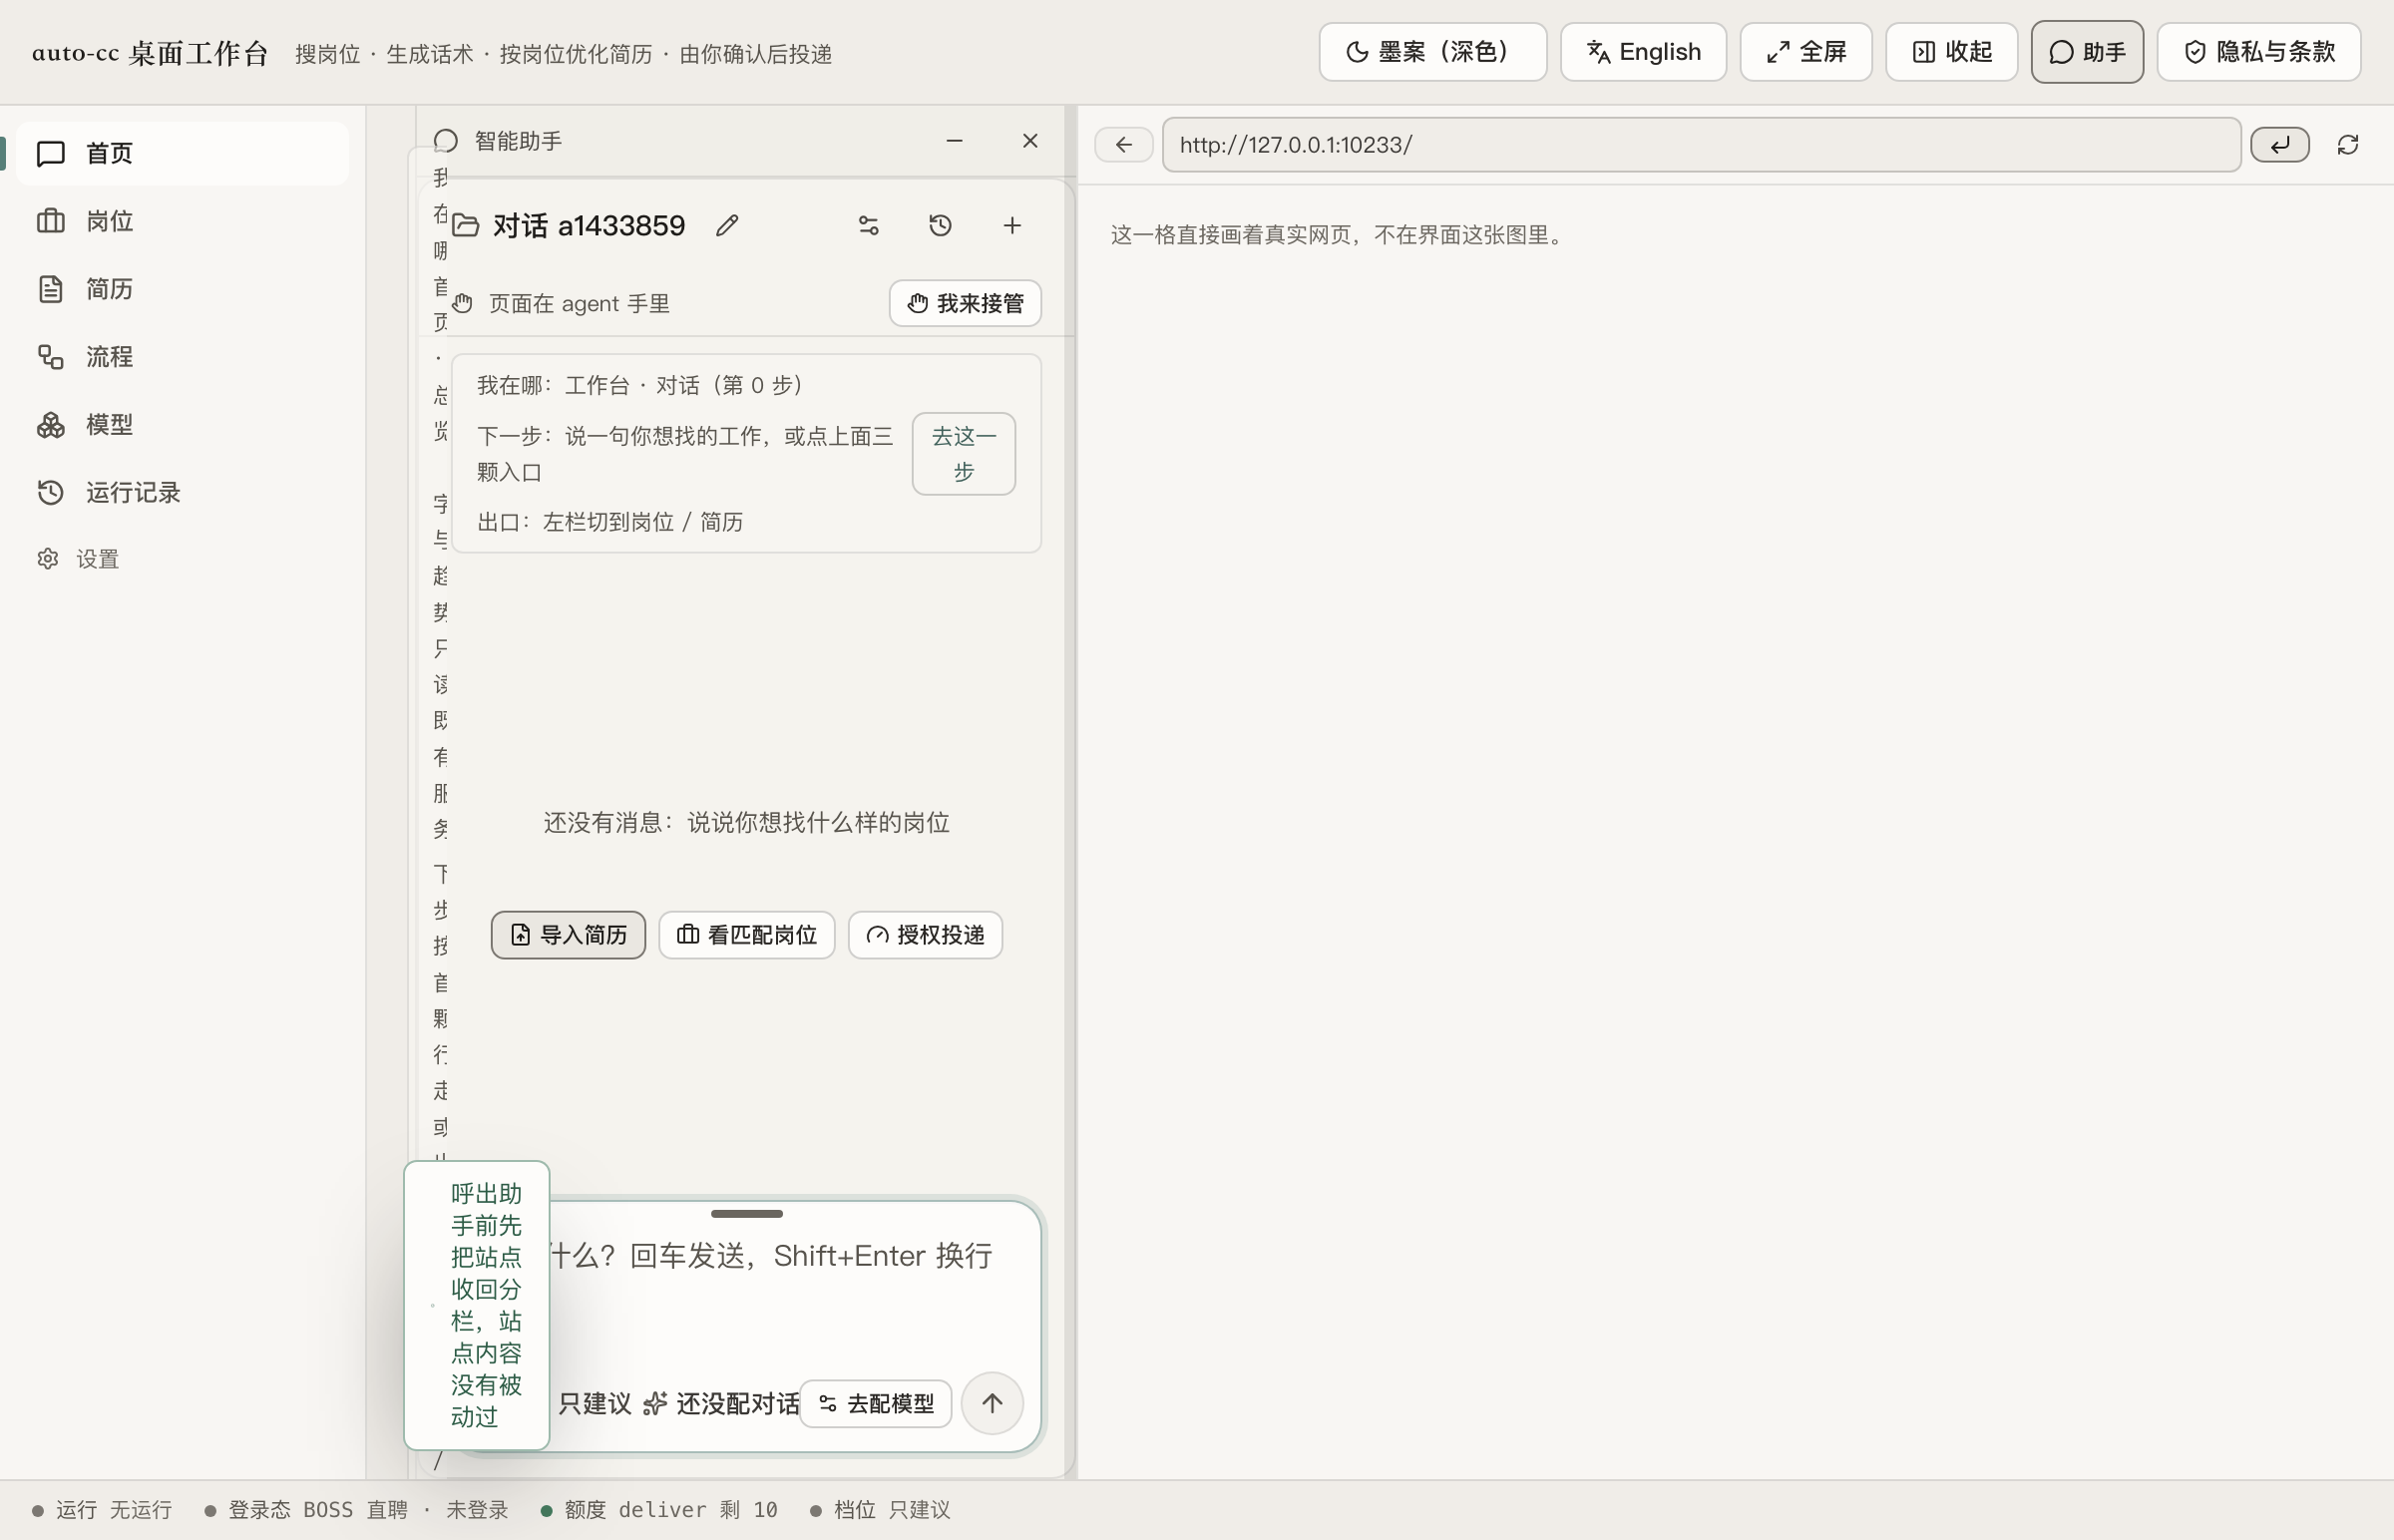 auto-cc 桌面工作台
搜岗位 · 生成话术 · 按岗位优化简历 · 由你确认后投递
墨案（深色）
English
全屏
收起
助手
隐私与条款
首页
岗位
简历
流程
模型
运行记录
设置
智能助手
对话 a1433859
页面在 agent 手里
我来接管
我在哪：工作台 · 对话（第 0 步）
下一步：说一句你想找的工作，或点上面三
颗入口
去这一
步
出口：左栏切到岗位 / 简历
还没有消息：说说你想找什么样的岗位
导入简历
看匹配岗位
授权投递
呼出助
手前先
把站点
收回分
栏，站
点内容
没有被
动过
什么？回车发送，Shift+Enter 换行
只建议
还没配对话
去配模型
/
http://127.0.0.1:10233/
这一格直接画着真实网页，不在界面这张图里。
运行 无运行
登录态 BOSS 直聘 · 未登录
额度 deliver 剩 10
档位 只建议